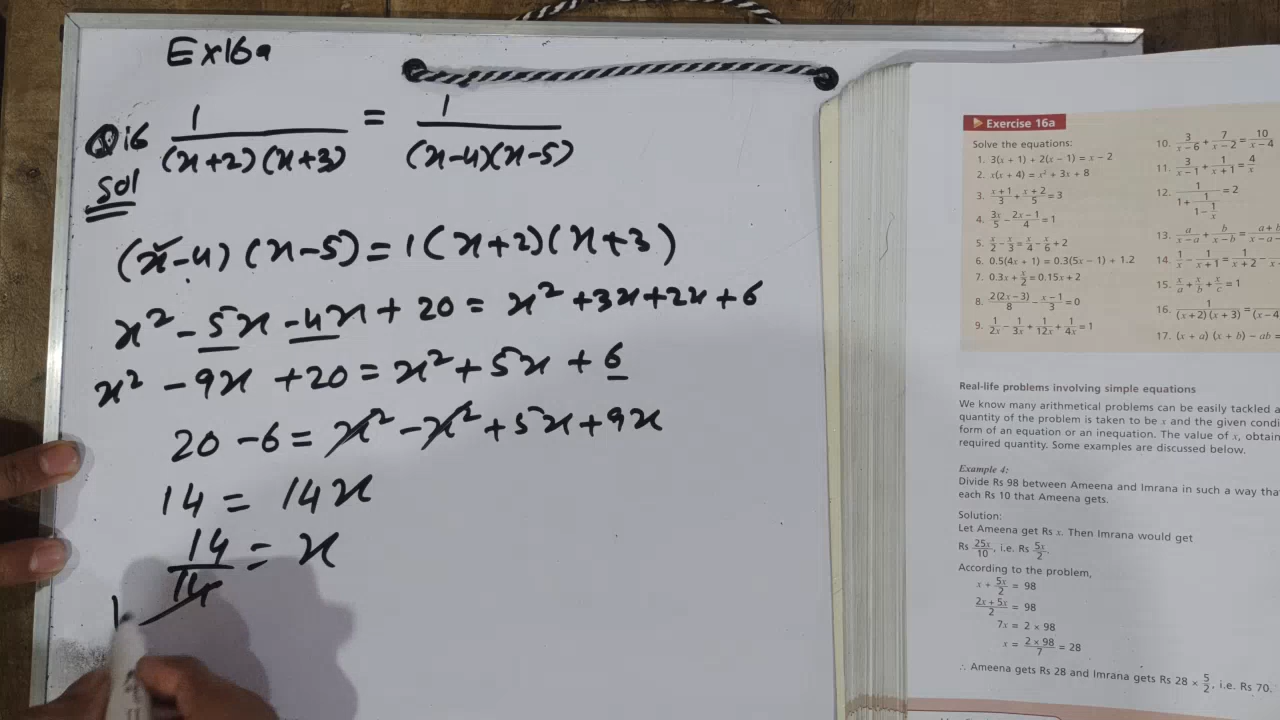 Ex16a
Q16 1/((x+2)(x+3)) = 1/((x-4)(x-5))
Sol
(x-4)(x-5)=1(x+2)(x+3)
x²-5x-4x+20=x²+3x+2x+6
x²-9x+20=x²+5x+6
20-6=x²-x²+5x+9x
14=14x
14/14=x
1
Exercise 16a
Solve the equations:
1. 3(x + 1) + 2(x − 1) = x − 2
2. x(x + 4) = x² + 3x + 8
3. (x+1)/3 + (x+2)/5 = 3
4. 3x/5 − (2x−1)/4 = 1
5. x/2 − x/3 = x/4 − x/6 + 2
6. 0.5(4x + 1) = 0.3(5x − 1) + 1.2
7. 0.3x + x/2 = 0.15x + 2
8. 2(2x−3)/8 − (x−1)/3 = 0
9. 1/2x − 1/3x + 1/12x + 1/4x = 1
10. 3/(x−6) + 7/(x−2) = 10/(x−4)
11. 3/(x−1) + 1/(x+1) = 4/x
12. 1/(1+1/(1−1/x)) = 2
13. a/(x−a) + b/(x−b) = a+b/x−a−
14. 1/x − 1/(x+1) = 1/(x+2) −
15. x/a + x/b + x/c = 1
16. 1/((x+2)(x+3)) = (x−4
17. (x + a)(x + b) − ab =
Real-life problems involving simple equations
We know many arithmetical problems can be easily tackled a
quantity of the problem is taken to be x and the given condi
form of an equation or an inequation. The value of x, obtain
required quantity. Some examples are discussed below.
Example 4:
Divide Rs 98 between Ameena and Imrana in such a way tha
each Rs 10 that Ameena gets.
Solution:
Let Ameena get Rs x. Then Imrana would get
Rs 25x/10, i.e. Rs 5x/2.
According to the problem,
x + 5x/2 = 98
(2x + 5x)/2 = 98
7x = 2 × 98
x = (2 × 98)/7 = 28
∴ Ameena gets Rs 28 and Imrana gets Rs 28 × 5/2, i.e. Rs 70.